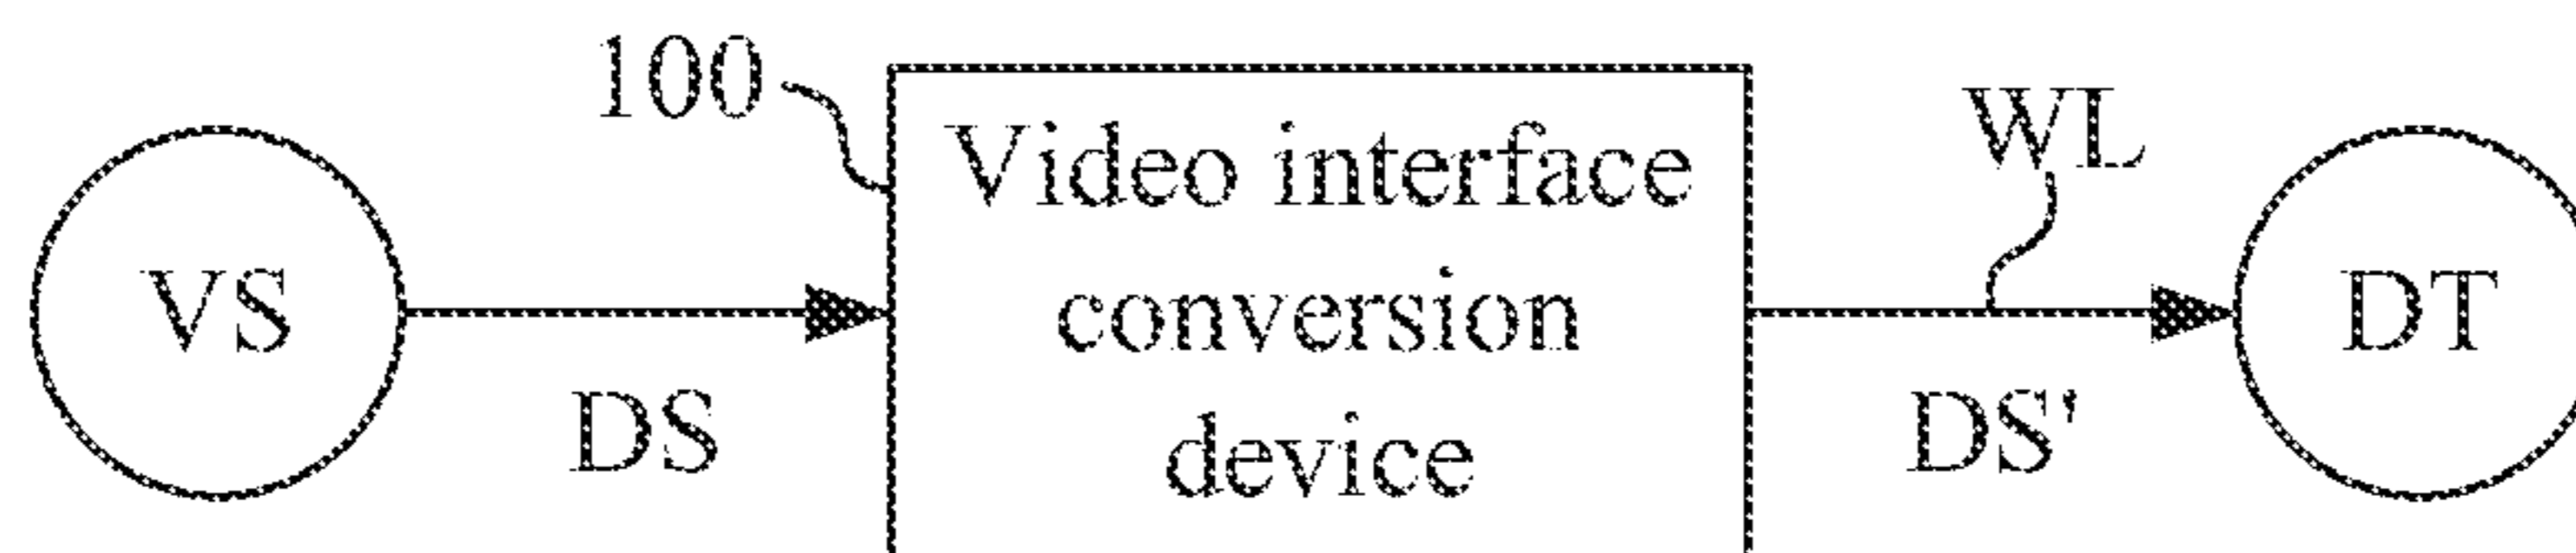 100
WL
Video interface
conversion
device
VS
DS
DS'
DT